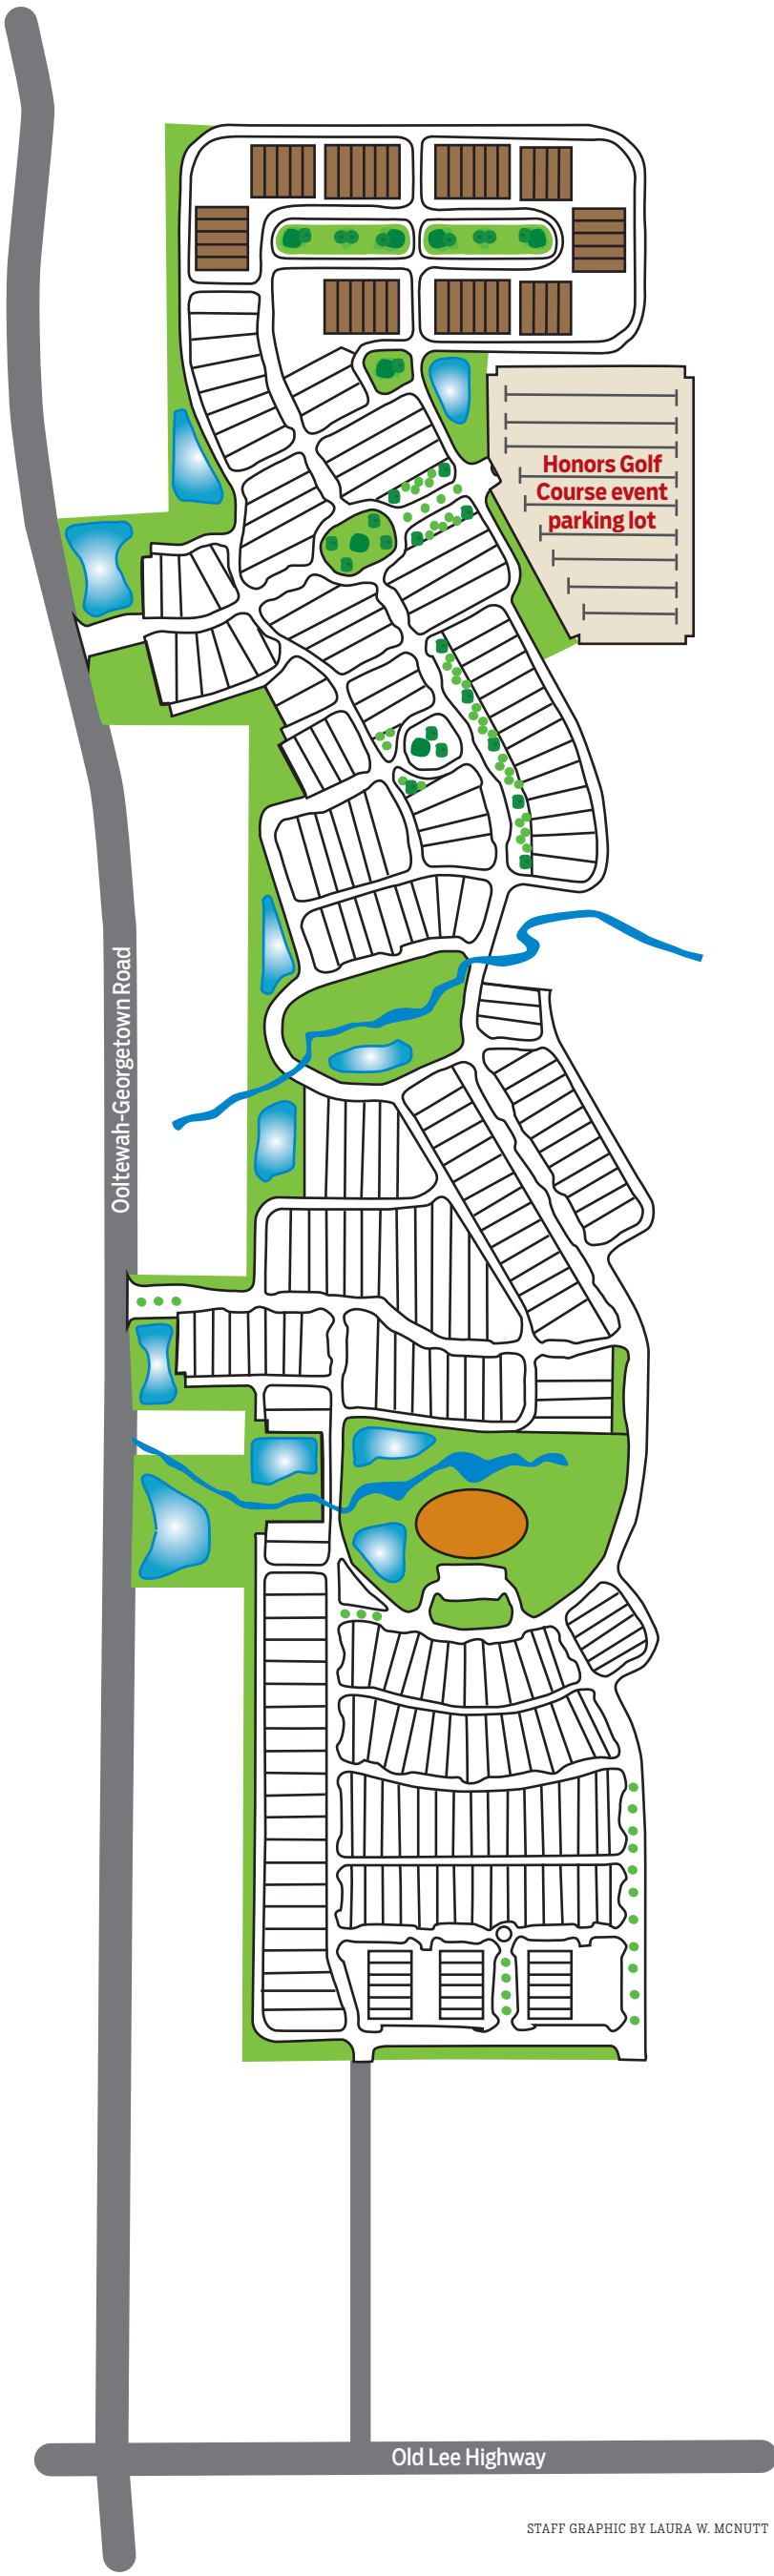 Honors Golf
Course event
parking lot
Ooltewah-Georgetown Road
Old Lee Highway
STAFF GRAPHIC BY LAURA W. MCNUTT